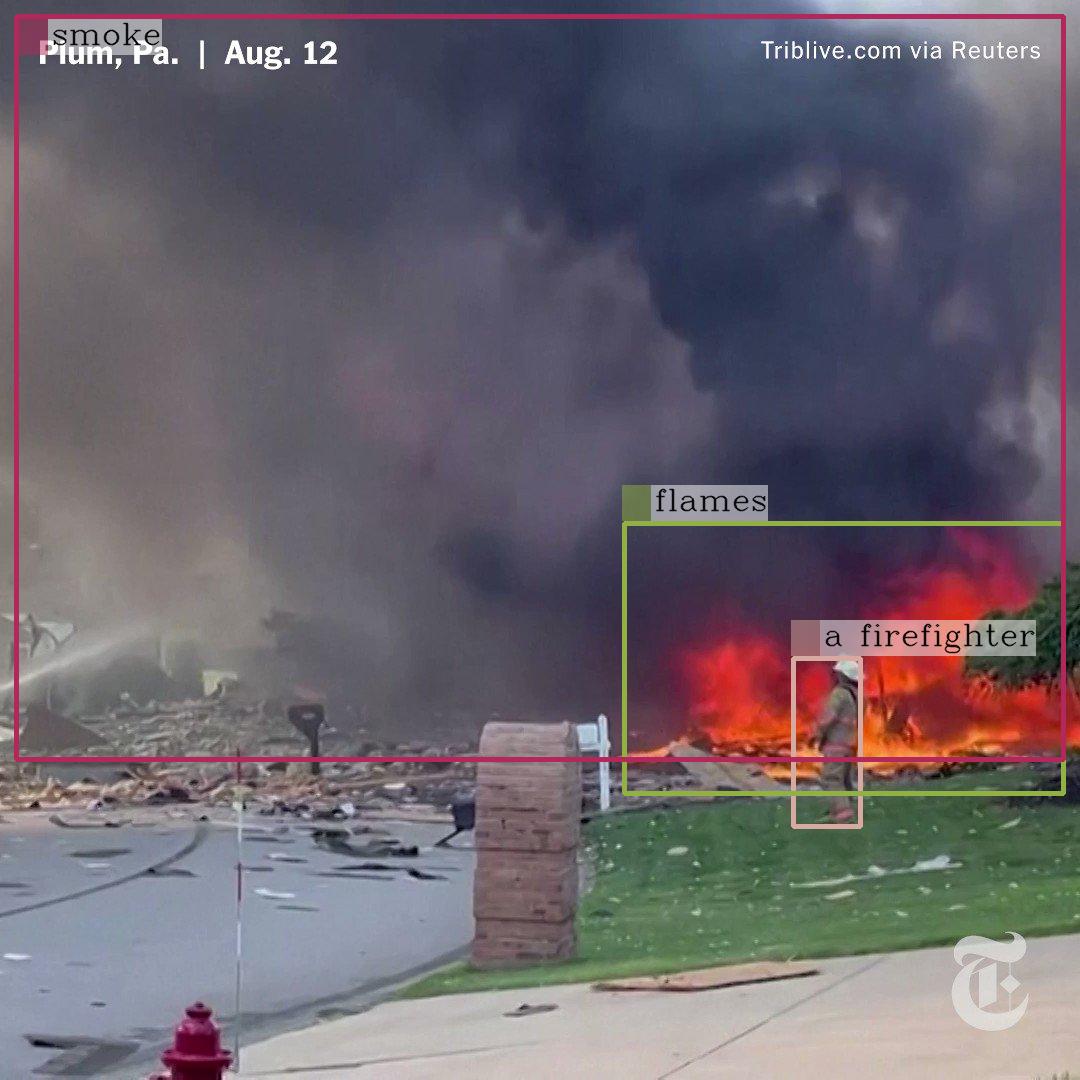 smoke
Plum, Pa. | Aug. 12
Triblive.com via Reuters
flames
a firefighter
T